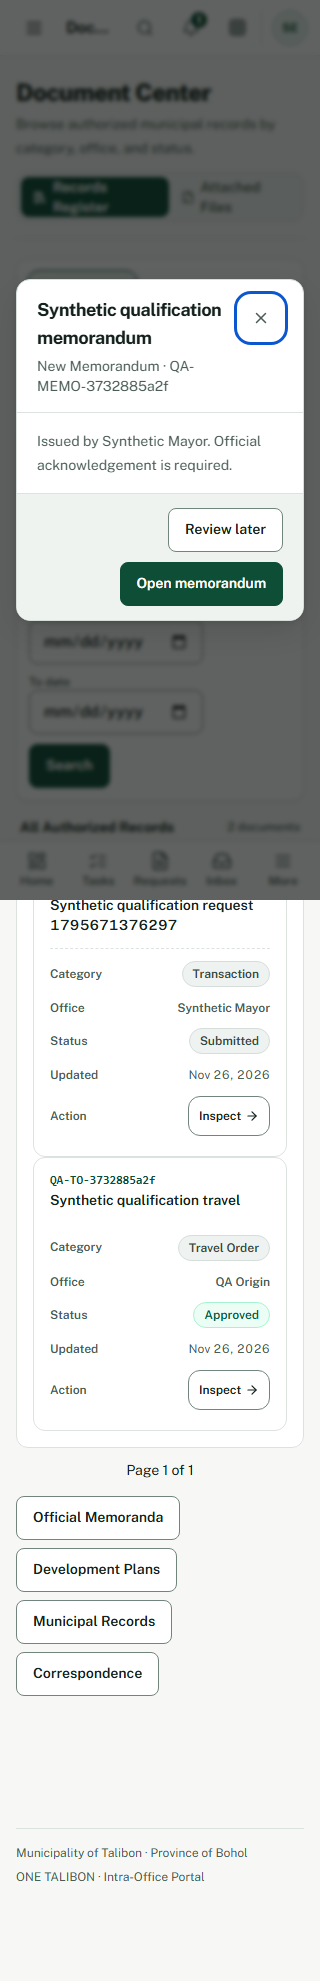 Doc...
Document Center
Browse authorized municipal records by
category, office, and status.
Records
Register
Attached
Files
Synthetic qualification
memorandum
New Memorandum · QA-
MEMO-3732885a2f
Issued by Synthetic Mayor. Official
acknowledgement is required.
Review later
Open memorandum
mm/dd/yyyy
To date
mm/dd/yyyy
Search
All Authorized Records
Home
Tasks
Requests
Inbox
More
Synthetic qualification request
1795671376297
Category
Transaction
Office
Synthetic Mayor
Status
Submitted
Updated
Nov 26, 2026
Action
Inspect →
QA-TO-3732885a2f
Synthetic qualification travel
Category
Travel Order
Office
QA Origin
Status
Approved
Updated
Nov 26, 2026
Action
Inspect →
Page 1 of 1
Official Memoranda
Development Plans
Municipal Records
Correspondence
Municipality of Talibon · Province of Bohol
ONE TALIBON · Intra-Office Portal